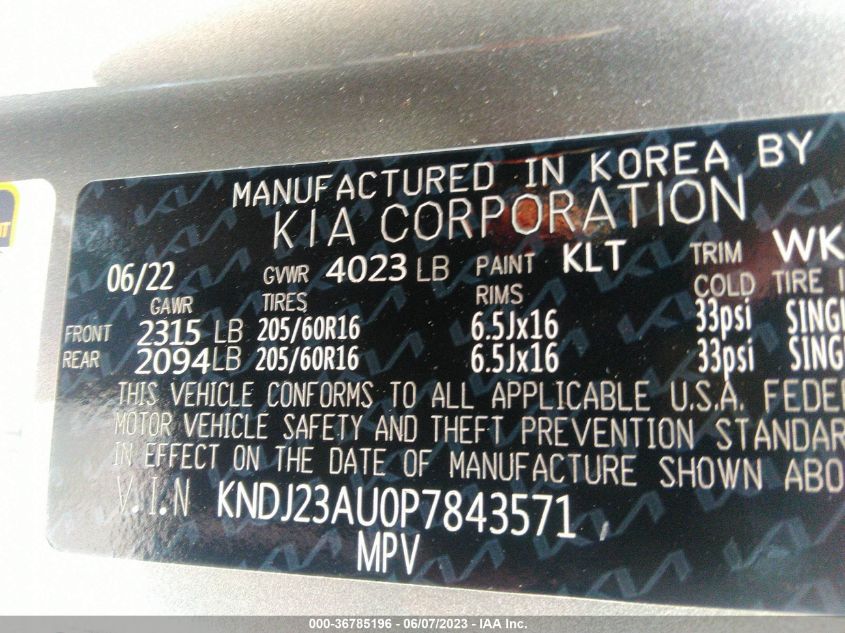 MANUFACTURED IN KOREA BY
KIA CORPORATION
06/22 GVWR 4023 LB PAINT KLT TRIM WK
GAWR TIRES RIMS COLD TIRE
FRONT 2315 LB 205/60R16 6.5Jx16 33psi
REAR 2094 LB 205/60R16 6.5Jx16 33psi
THIS VEHICLE CONFORMS TO ALL APPLICABLE U.S.A.
MOTOR VEHICLE SAFETY AND THEFT PREVENTION
IN EFFECT ON THE DATE OF MANUFACTURE SHOWN
V.I.N KNDJ23AU0P7843571
MPV
000-36785196 - 06/07/2023 - IAA Inc.